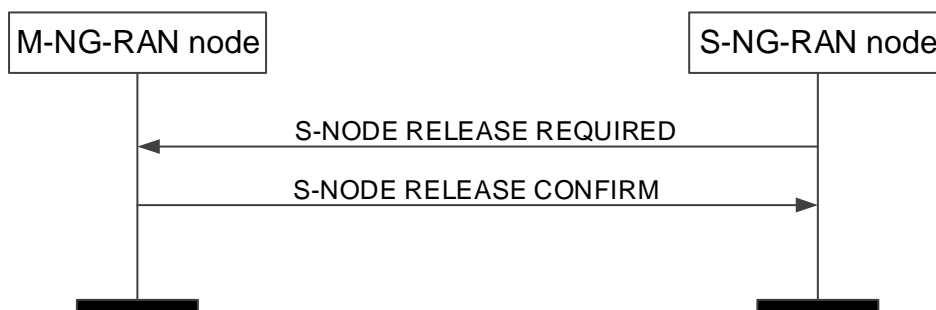 M-NG-RAN node
S-NG-RAN node
S-NODE RELEASE REQUIRED
S-NODE RELEASE CONFIRM